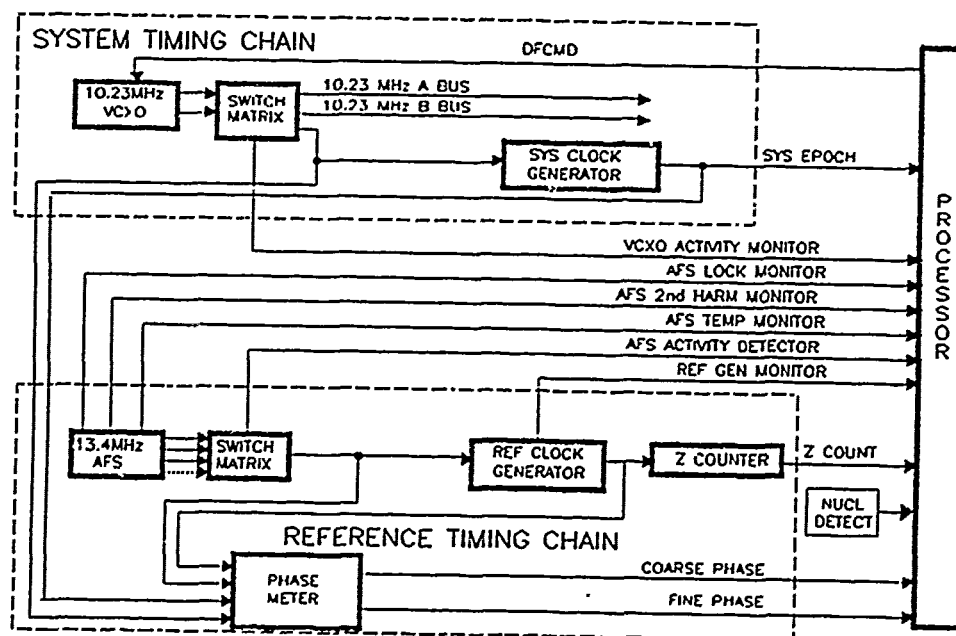 SYSTEM TIMING CHAIN
DFCMD
10.23MHz
VC>O
SWITCH
MATRIX
10.23 MHz A BUS
10.23 MHz B BUS
SYS CLOCK
GENERATOR
SYS EPOCH
PROCESSOR
VCXO ACTIVITY MONITOR
AFS LOCK MONITOR
AFS 2nd HARM MONITOR
AFS TEMP MONITOR
AFS ACTIVITY DETECTOR
REF GEN MONITOR
13.4MHz
AFS
SWITCH
MATRIX
REF CLOCK
GENERATOR
Z COUNTER
Z COUNT
NUCL
DETECT
REFERENCE TIMING CHAIN
PHASE
METER
COARSE PHASE
FINE PHASE